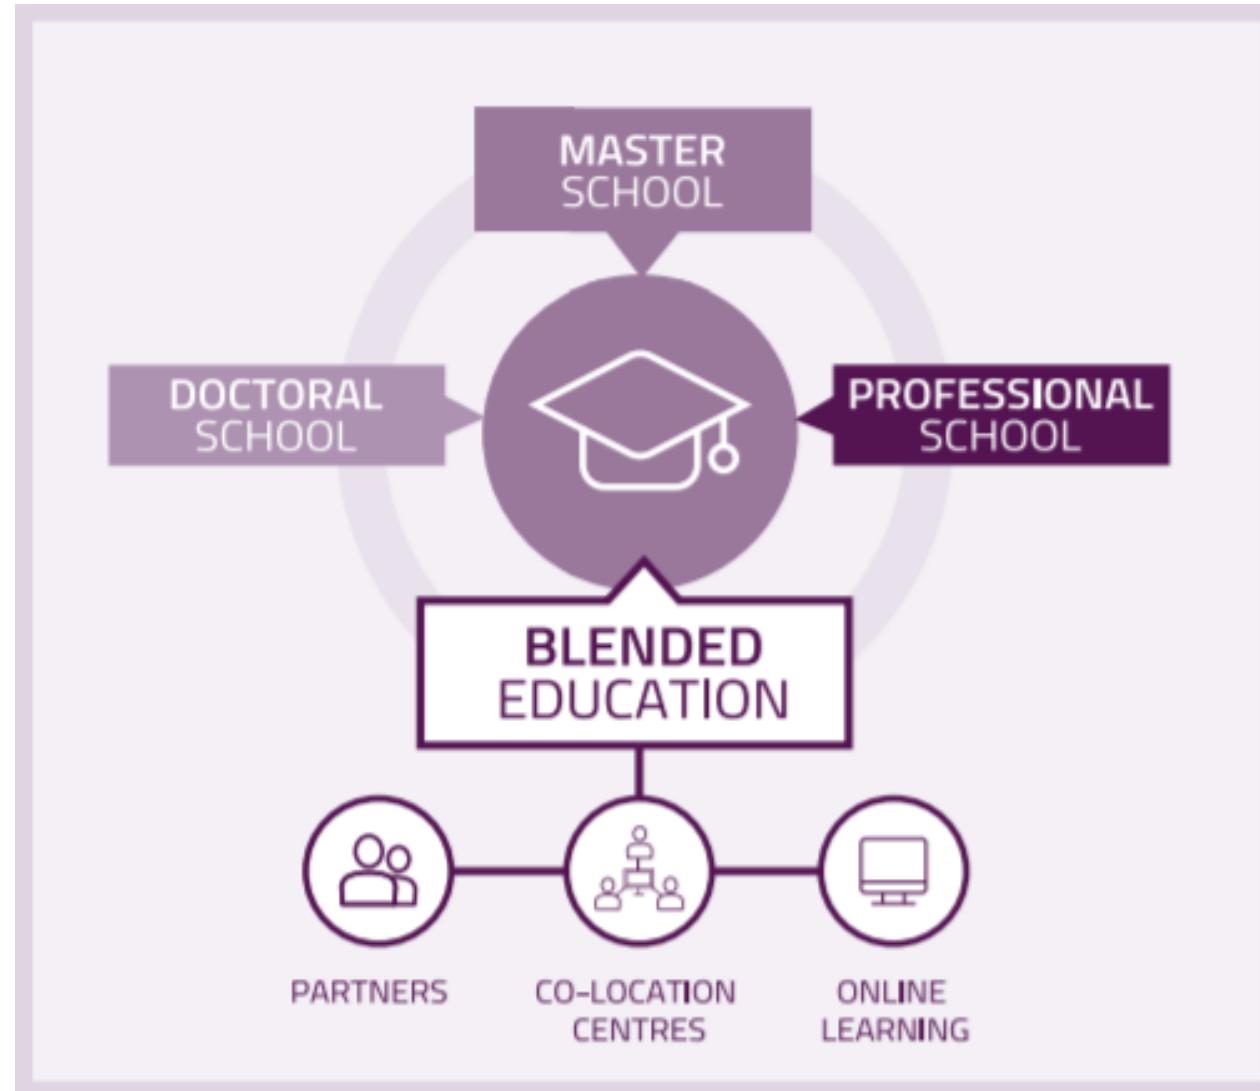 MASTER
SCHOOL
DOCTORAL
SCHOOL
PROFESSIONAL
SCHOOL
BLENDED
EDUCATION
PARTNERS
CO-LOCATION
CENTRES
ONLINE
LEARNING